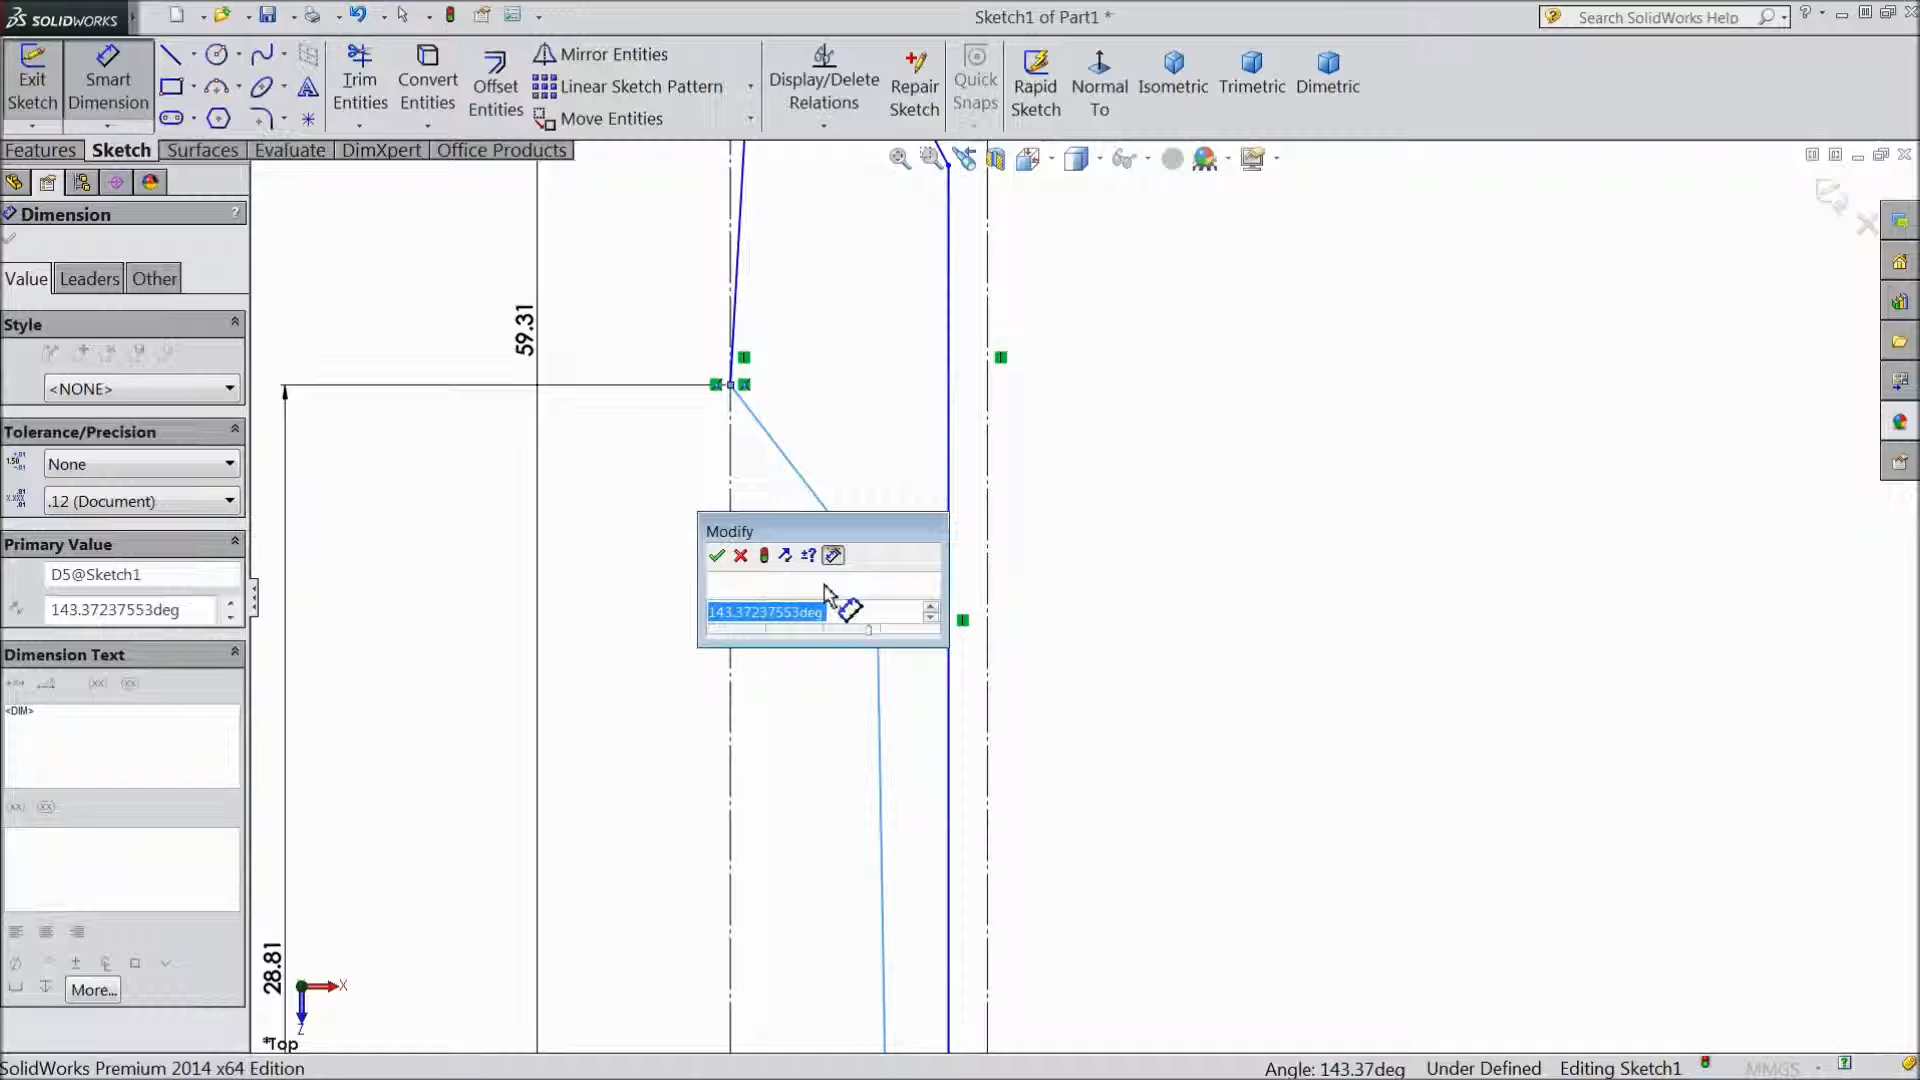 SOLIDWORKS
Sketch1 of Part1 *
Search SolidWorks Help
Exit Sketch
Smart Dimension
Trim Entities
Convert Entities
Offset Entities
Mirror Entities
Linear Sketch Pattern
Move Entities
Display/Delete Relations
Repair Sketch
Quick Snaps
Rapid Sketch
Normal To
Isometric
Trimetric
Dimetric
Features
Sketch
Surfaces
Evaluate
DimXpert
Office Products
Dimension
?
Value
Leaders
Other
Style
<NONE>
Tolerance/Precision
None
.12 (Document)
Primary Value
D5@Sketch1
143.37237553deg
Dimension Text
<DIM>
More...
59.31
28.81
Modify
±?
143.37237553deg
X
Z
*Top
SolidWorks Premium 2014 x64 Edition
Angle: 143.37deg
Under Defined
Editing Sketch1
MMGS